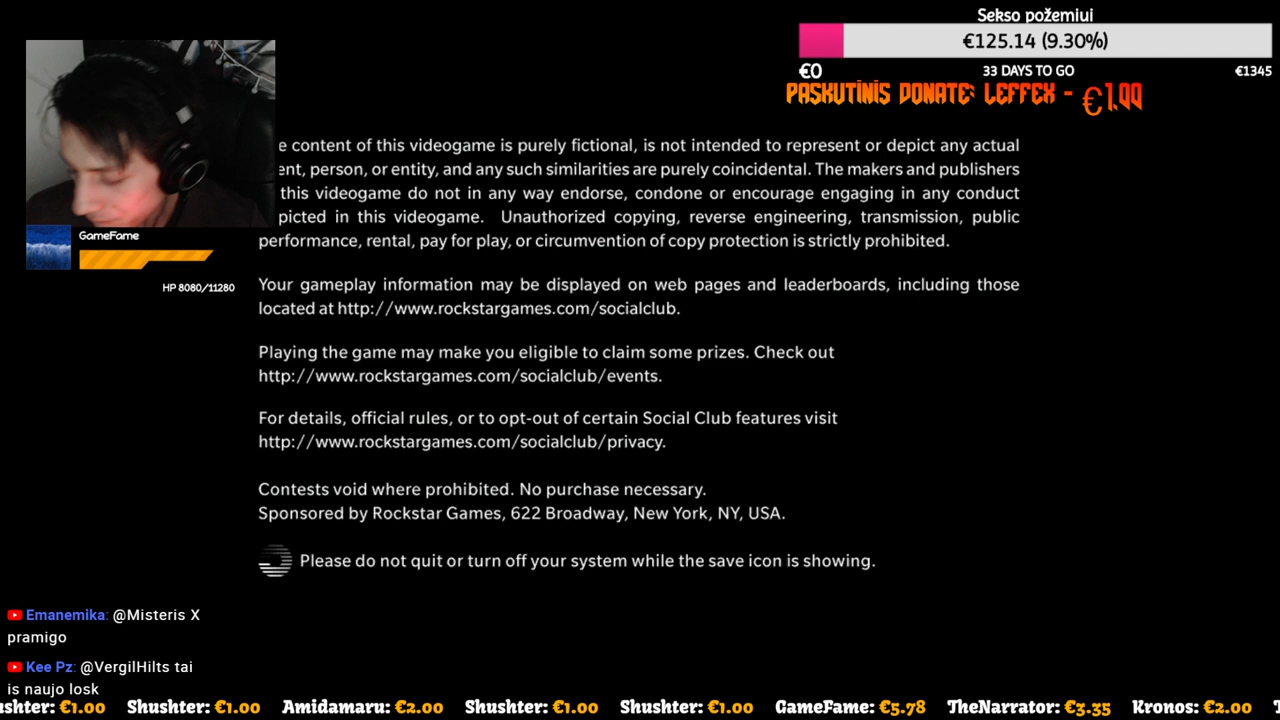 Sekso požemiui
€125.14 (9.30%)
€0 33 DAYS TO GO €1345
PASKUTINIS DONATE: LEFFEX - €1.00
e content of this videogame is purely fictional, is not intended to represent or depict any actual
ent, person, or entity, and any such similarities are purely coincidental. The makers and publishers
this videogame do not in any way endorse, condone or encourage engaging in any conduct
picted in this videogame. Unauthorized copying, reverse engineering, transmission, public
performance, rental, pay for play, or circumvention of copy protection is strictly prohibited.
GameFame
HP 8080/11280
Your gameplay information may be displayed on web pages and leaderboards, including those
located at http://www.rockstargames.com/socialclub.
Playing the game may make you eligible to claim some prizes. Check out
http://www.rockstargames.com/socialclub/events.
For details, official rules, or to opt-out of certain Social Club features visit
http://www.rockstargames.com/socialclub/privacy.
Contests void where prohibited. No purchase necessary.
Sponsored by Rockstar Games, 622 Broadway, New York, NY, USA.
Please do not quit or turn off your system while the save icon is showing.
Emanemika: @Misteris X
pramigo
Kee Pz: @VergilHilts tai
is naujo losk
ushter: €1.00 Shushter: €1.00 Amidamaru: €2.00 Shushter: €1.00 Shushter: €1.00 GameFame: €5.78 TheNarrator: €3.35 Kronos: €2.00